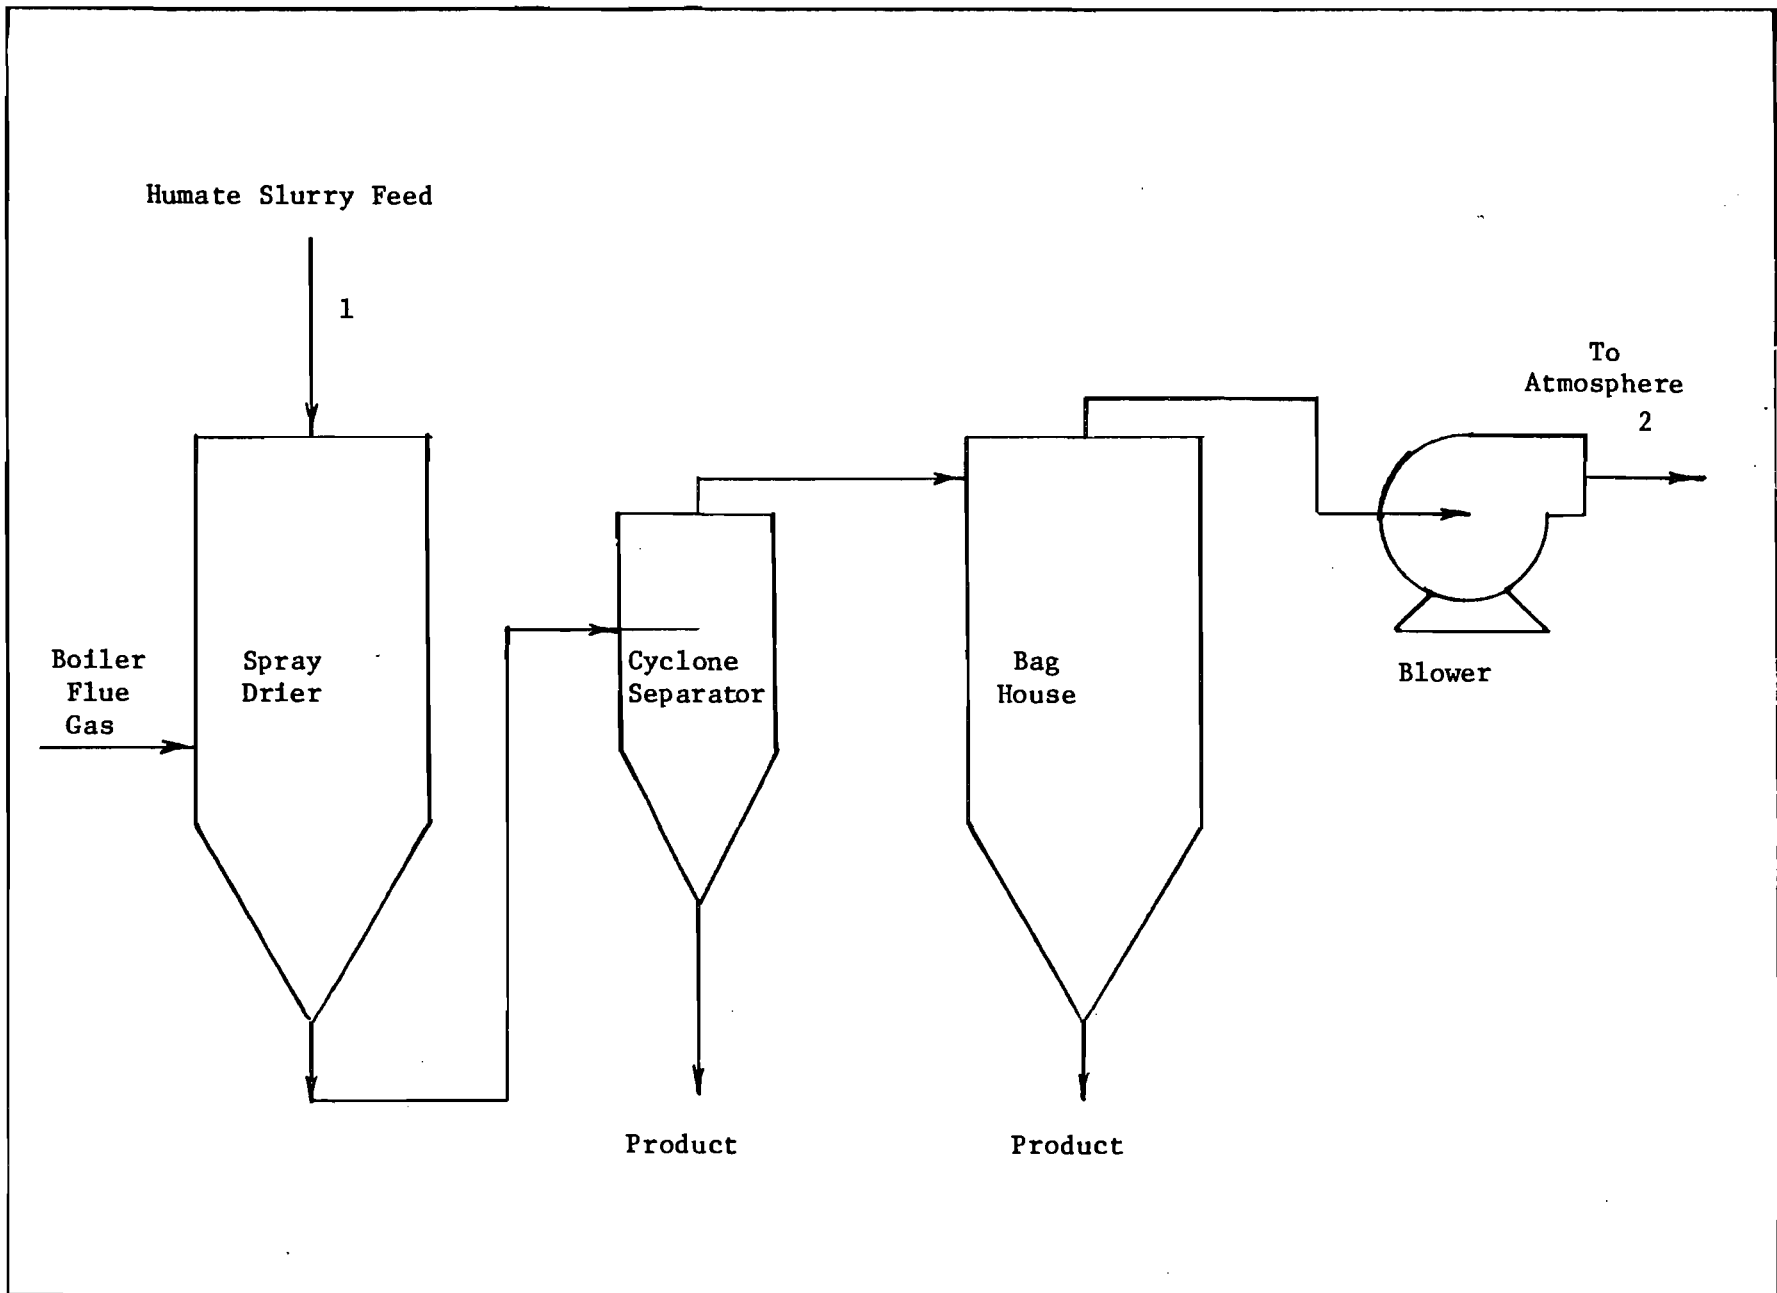 Humate Slurry Feed
1
To
Atmosphere
2
Boiler
Flue
Gas
Spray
Drier
Cyclone
Separator
Bag
House
Blower
Product
Product